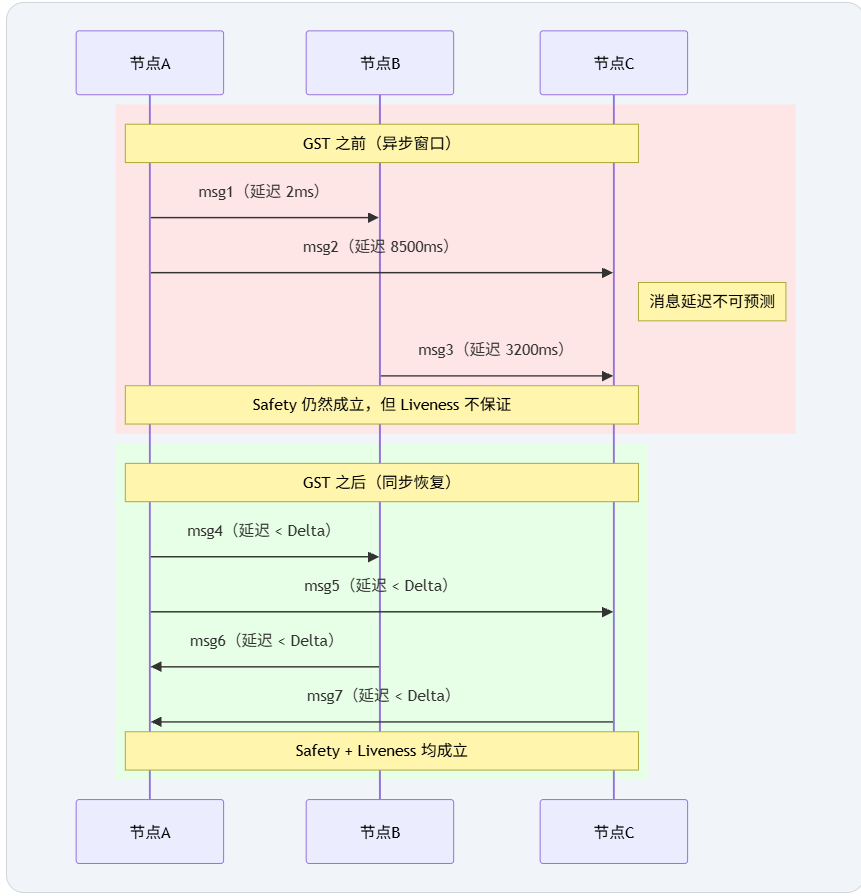 节点A
节点B
节点C
GST 之前（异步窗口）
msg1（延迟 2ms）
msg2（延迟 8500ms）
消息延迟不可预测
msg3（延迟 3200ms）
Safety 仍然成立，但 Liveness 不保证
GST 之后（同步恢复）
msg4（延迟 < Delta）
msg5（延迟 < Delta）
msg6（延迟 < Delta）
msg7（延迟 < Delta）
Safety + Liveness 均成立
节点A
节点B
节点C